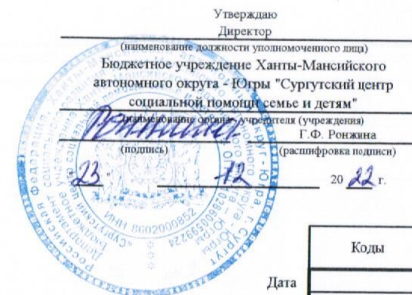 Утверждаю
Директор
(наименование должности уполномоченного лица)
Бюджетное учреждение Ханты-Мансийского
автономного округа - Югры "Сургутский центр
социальной помощи семье и детям"
(наименование органа - учредителя (учреждения)
Г.Ф. Ронжина
(подпись) (расшифровка подписи)
23 12 20 22 г.
Коды
Дата